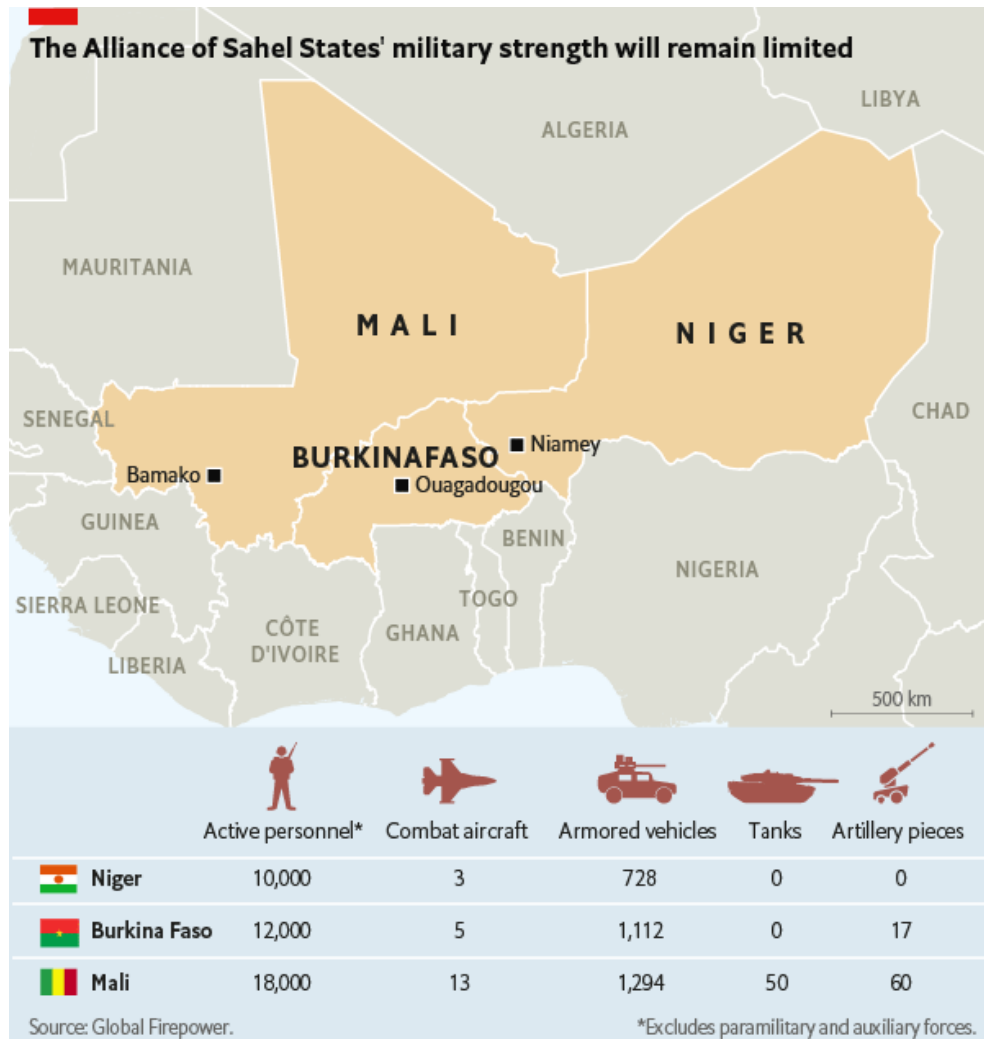 The Alliance of Sahel States' military strength will remain limited
LIBYA
ALGERIA
MAURITANIA
MALI
NIGER
CHAD
SENEGAL
Niamey
BURKINAFASO
Bamako
Ouagadougou
GUINEA
BENIN
NIGERIA
SIERRA LEONE
TOGO
CÔTE
D'IVOIRE
GHANA
LIBERIA
500 km
Active personnel* Combat aircraft Armored vehicles Tanks Artillery pieces
Niger 10,000 3 728 0 0
Burkina Faso 12,000 5 1,112 0 17
Mali 18,000 13 1,294 50 60
Source: Global Firepower. *Excludes paramilitary and auxiliary forces.